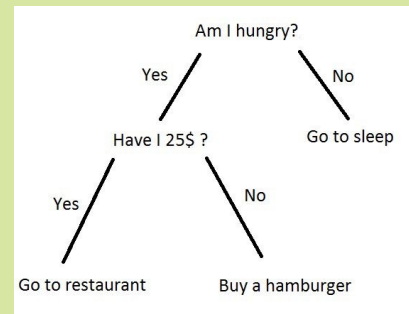 Am I hungry?
Yes
No
Have I 25$ ?
Go to sleep
Yes
No
Go to restaurant
Buy a hamburger